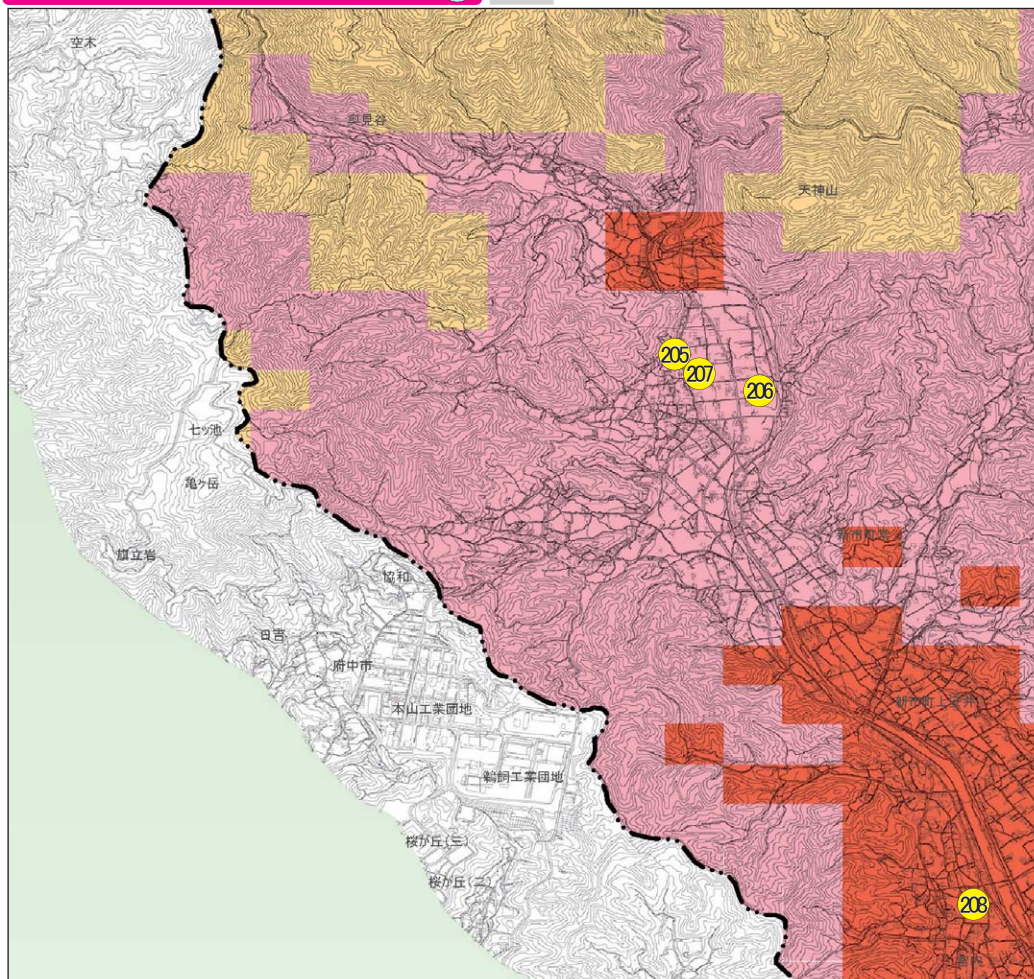 空木
奥見谷
天神山
205
207
206
七ッ池
亀ヶ岳
旗立岩
協和
日吉
府中市
本山工業団地
鵜飼工業団地
桜が丘(三)
桜が丘(二)
208